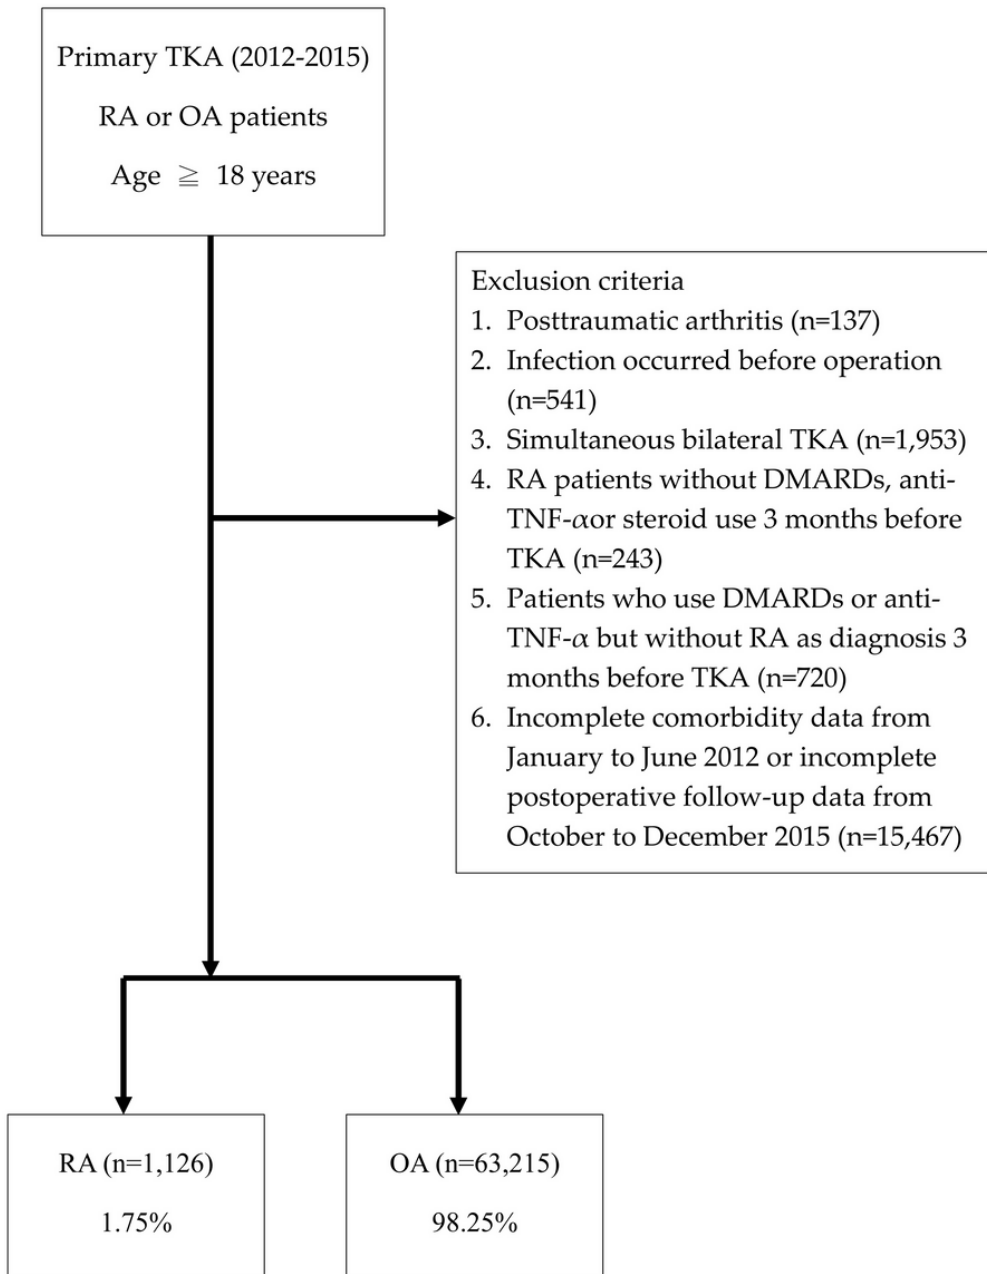 Primary TKA (2012-2015)
RA or OA patients
Age ≧ 18 years
Exclusion criteria
1. Posttraumatic arthritis (n=137)
2. Infection occurred before operation
(n=541)
3. Simultaneous bilateral TKA (n=1,953)
4. RA patients without DMARDs, anti-
TNF-αor steroid use 3 months before
TKA (n=243)
5. Patients who use DMARDs or anti-
TNF-α but without RA as diagnosis 3
months before TKA (n=720)
6. Incomplete comorbidity data from
January to June 2012 or incomplete
postoperative follow-up data from
October to December 2015 (n=15,467)
RA (n=1,126)
1.75%
OA (n=63,215)
98.25%